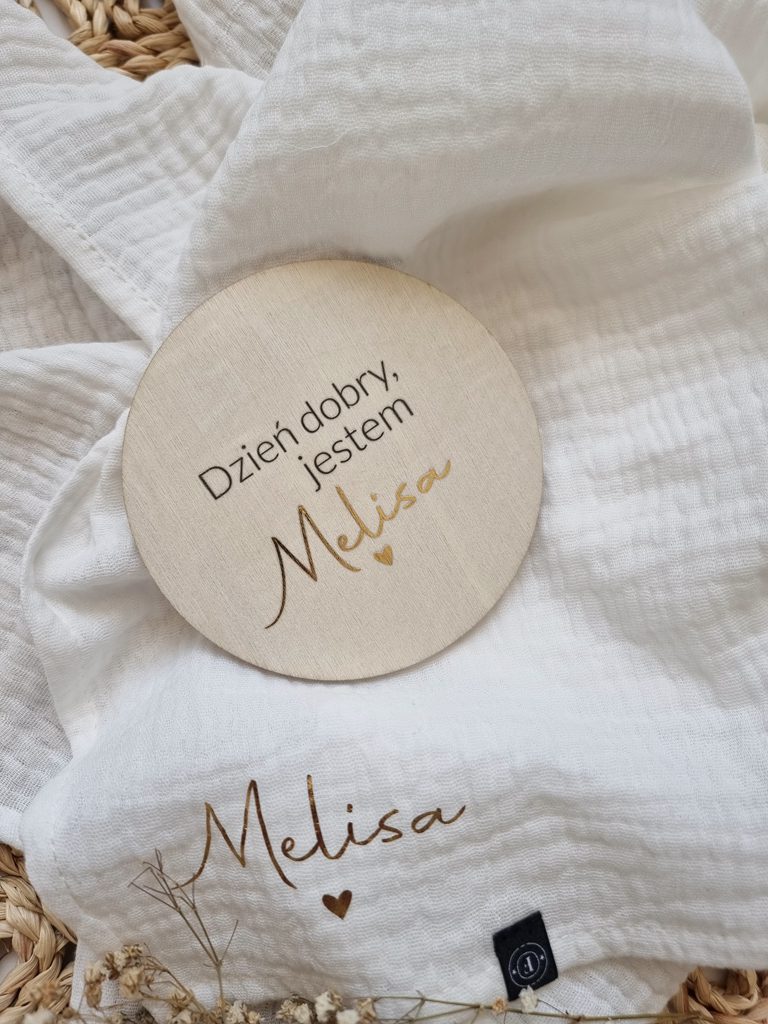 Dzień dobry,
jestem
Melisa
Melisa